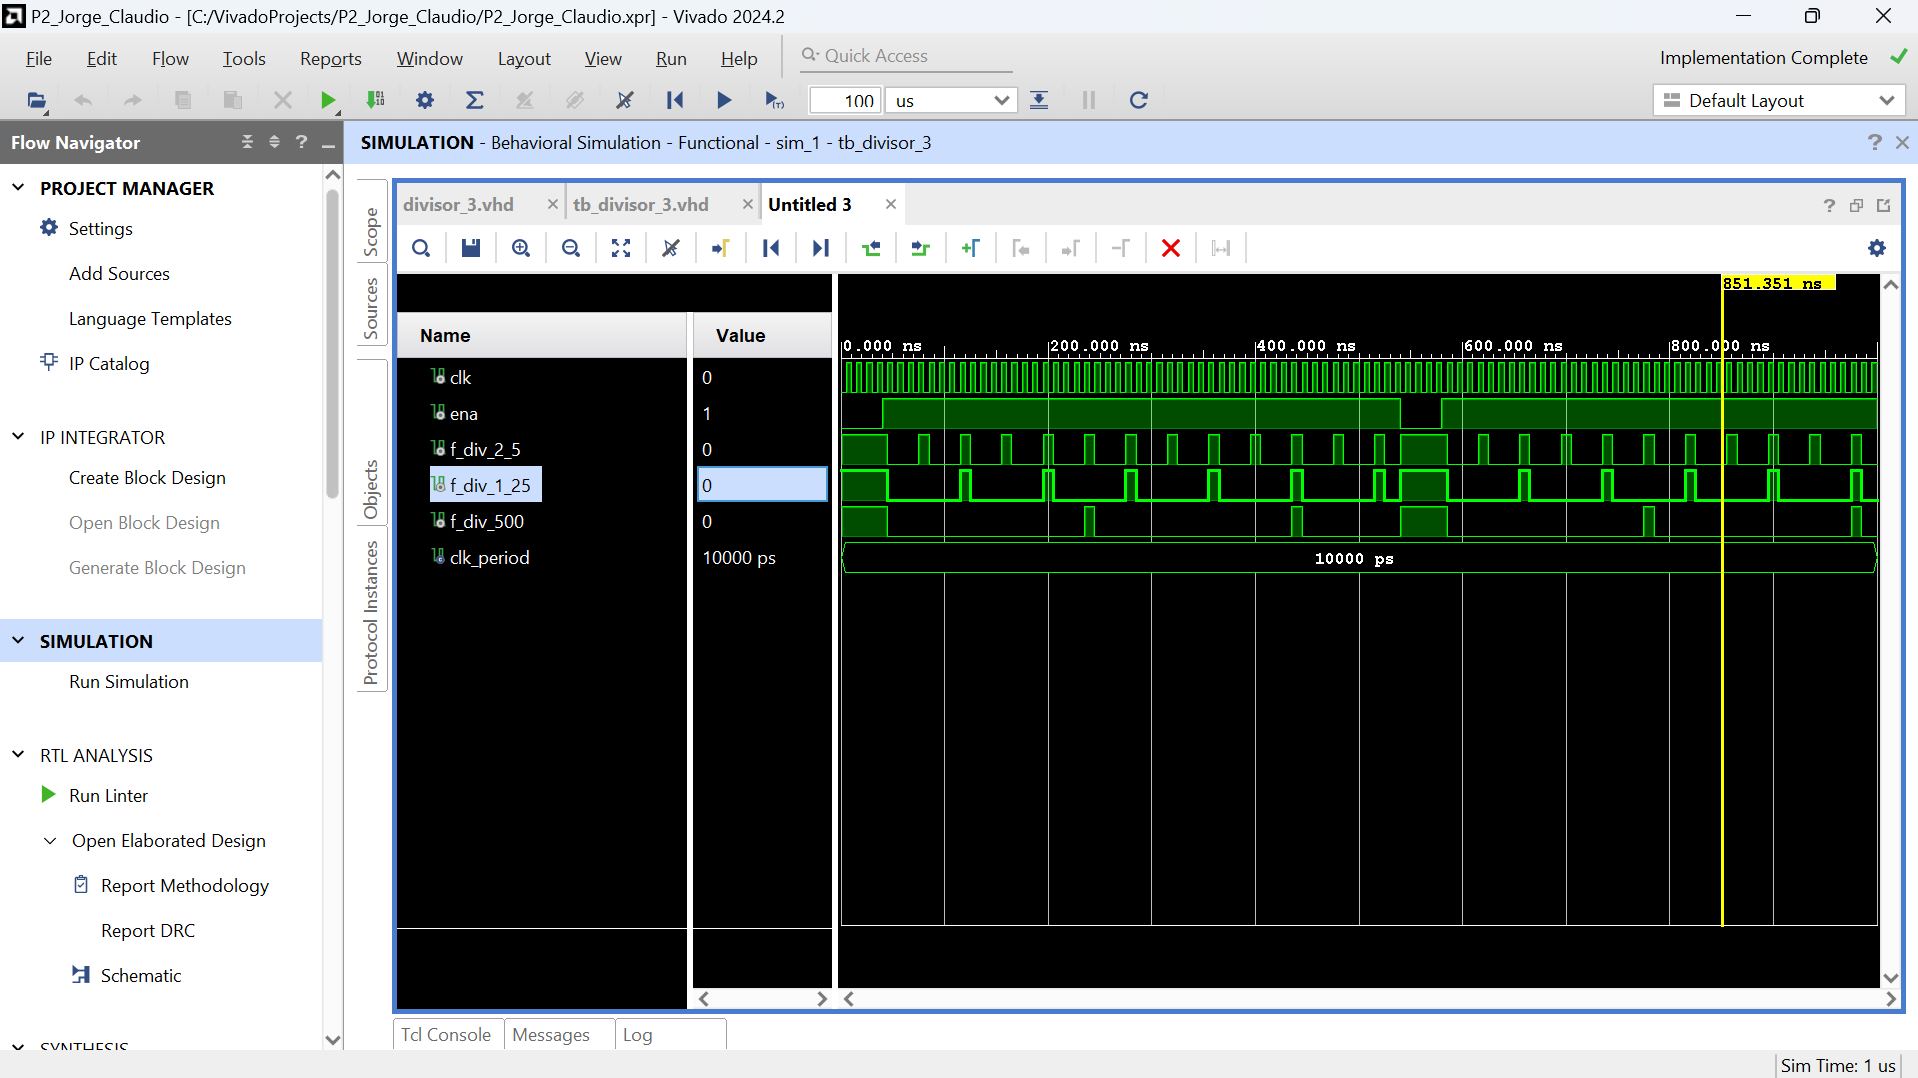 P2_Jorge_Claudio - [C:/VivadoProjects/P2_Jorge_Claudio/P2_Jorge_Claudio.xpr] - Vivado 2024.2
File Edit Flow Tools Reports Window Layout View Run Help Quick Access Implementation Complete
100 us Default Layout
Flow Navigator ? SIMULATION - Behavioral Simulation - Functional - sim_1 - tb_divisor_3 ?
PROJECT MANAGER
Settings
Add Sources
Language Templates
IP Catalog
IP INTEGRATOR
Create Block Design
Open Block Design
Generate Block Design
SIMULATION
Run Simulation
RTL ANALYSIS
Run Linter
Open Elaborated Design
Report Methodology
Report DRC
Schematic
SYNTHESIS
Scope
Sources
Objects
Protocol Instances
divisor_3.vhd tb_divisor_3.vhd Untitled 3 ?
851.351 ns
Name Value
0.000 ns 200.000 ns 400.000 ns 600.000 ns 800.000 ns
clk 0
ena 1
f_div_2_5 0
f_div_1_25 0
f_div_500 0
clk_period 10000 ps 10000 ps
Tcl Console Messages Log
Sim Time: 1 us